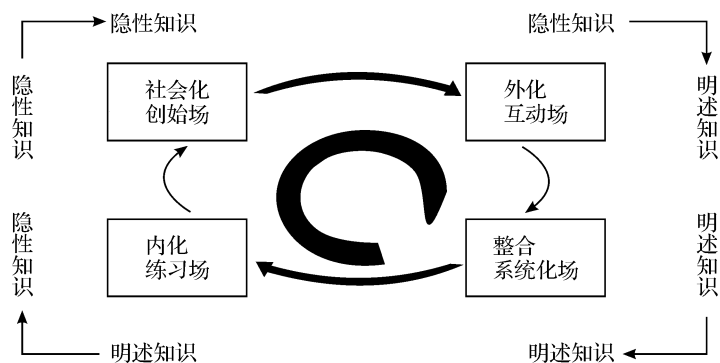 隐性知识
隐性知识
隐性知识
明述知识
社会化
创始场
外化
互动场
隐性知识
明述知识
内化
练习场
整合
系统化场
明述知识
明述知识